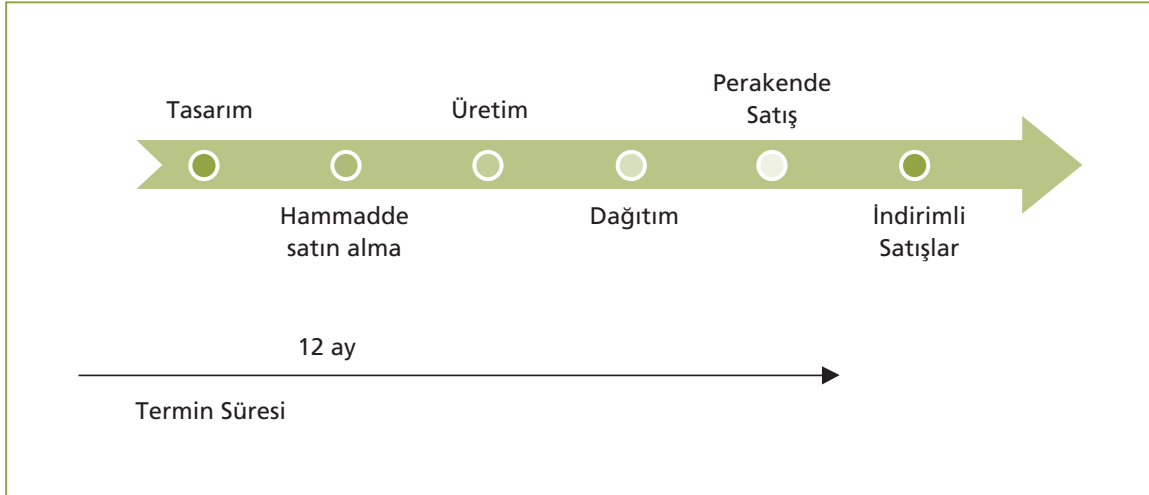 Tasarım
Hammadde
satın alma
Üretim
Dağıtım
Perakende
Satış
İndirimli
Satışlar
12 ay
Termin Süresi